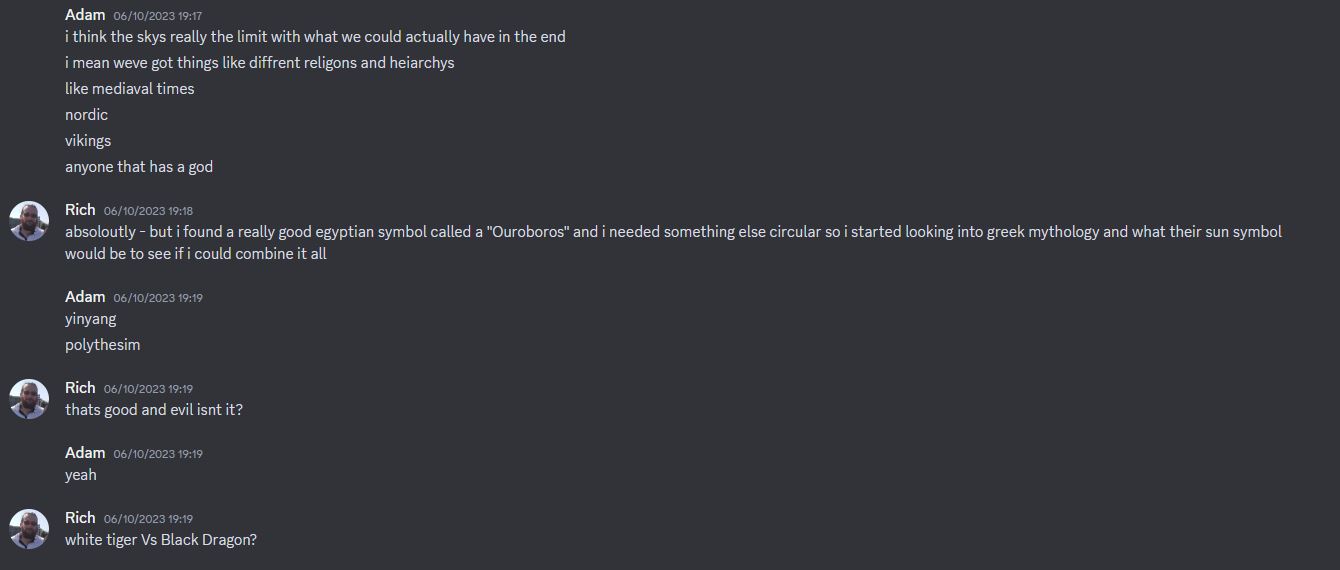 Adam 06/10/2023 19:17
i think the skys really the limit with what we could actually have in the end
i mean weve got things like diffrent religons and heiarchys
like mediaval times
nordic
vikings
anyone that has a god
Rich 06/10/2023 19:18
absoloutly - but i found a really good egyptian symbol called a "Ouroboros" and i needed something else circular so i started looking into greek mythology and what their sun symbol
would be to see if i could combine it all
Adam 06/10/2023 19:19
yinyang
polythesim
Rich 06/10/2023 19:19
thats good and evil isnt it?
Adam 06/10/2023 19:19
yeah
Rich 06/10/2023 19:19
white tiger Vs Black Dragon?